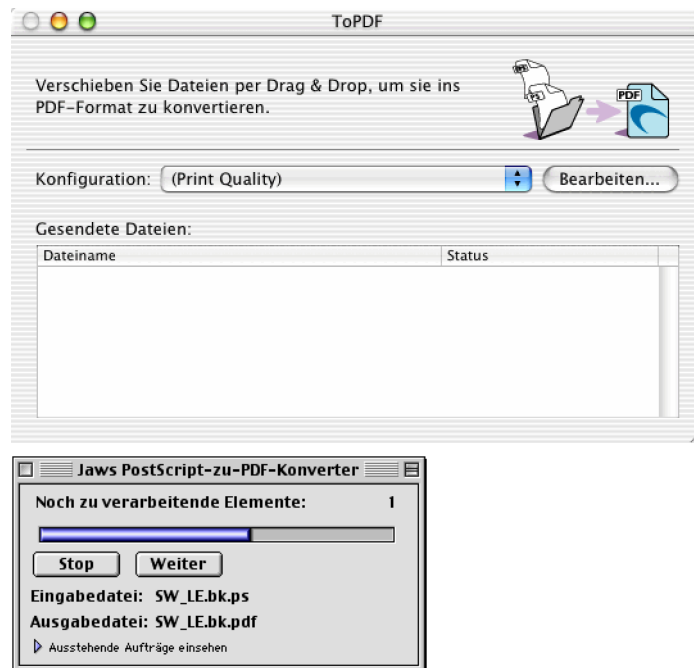 ToPDF
Verschieben Sie Dateien per Drag & Drop, um sie ins
PDF-Format zu konvertieren.
PS
PS
PDF
Konfiguration: (Print Quality) Bearbeiten...
Gesendete Dateien:
Dateiname Status
Jaws PostScript-zu-PDF-Konverter
Noch zu verarbeitende Elemente: 1
Stop Weiter
Eingabedatei: SW_LE.bk.ps
Ausgabedatei: SW_LE.bk.pdf
Ausstehende Aufträge einsehen